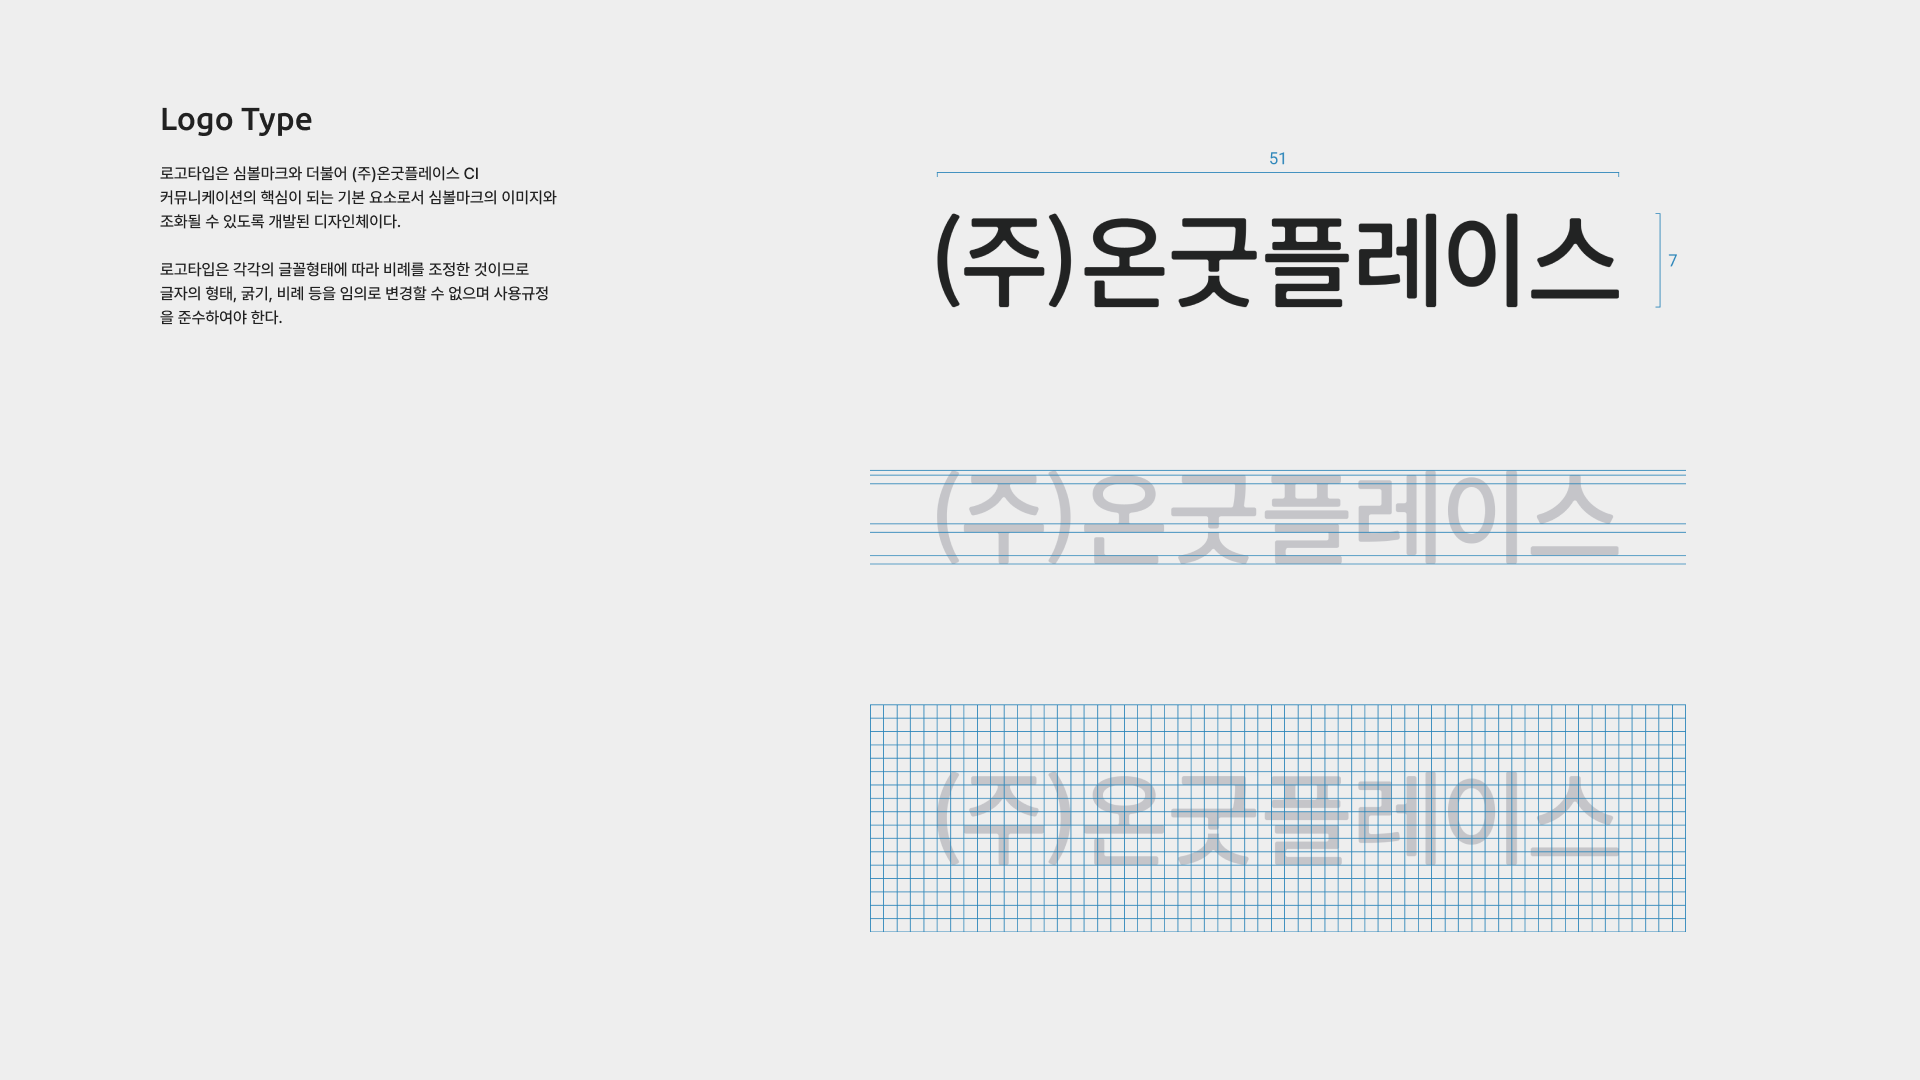 Logo Type
로고타입은 심볼마크와 더불어 (주)온굿플레이스 CI
커뮤니케이션의 핵심이 되는 기본 요소로서 심볼마크의 이미지와
조화될 수 있도록 개발된 디자인체이다.
로고타입은 각각의 글꼴형태에 따라 비례를 조정한 것이므로
글자의 형태, 굵기, 비례 등을 임의로 변경할 수 없으며 사용규정
을 준수하여야 한다.
51
(주)온굿플레이스
7
(주)온굿플레이스
(주)온굿플레이스